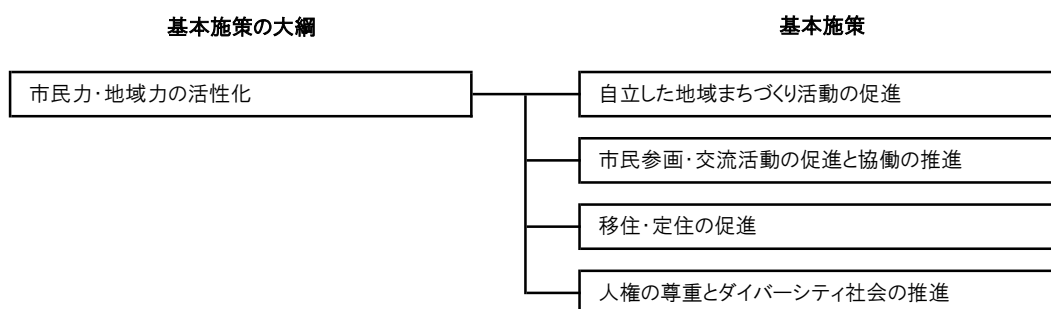 基本施策の大綱
基本施策
市民力・地域力の活性化
自立した地域まちづくり活動の促進
市民参画・交流活動の促進と協働の推進
移住・定住の促進
人権の尊重とダイバーシティ社会の推進